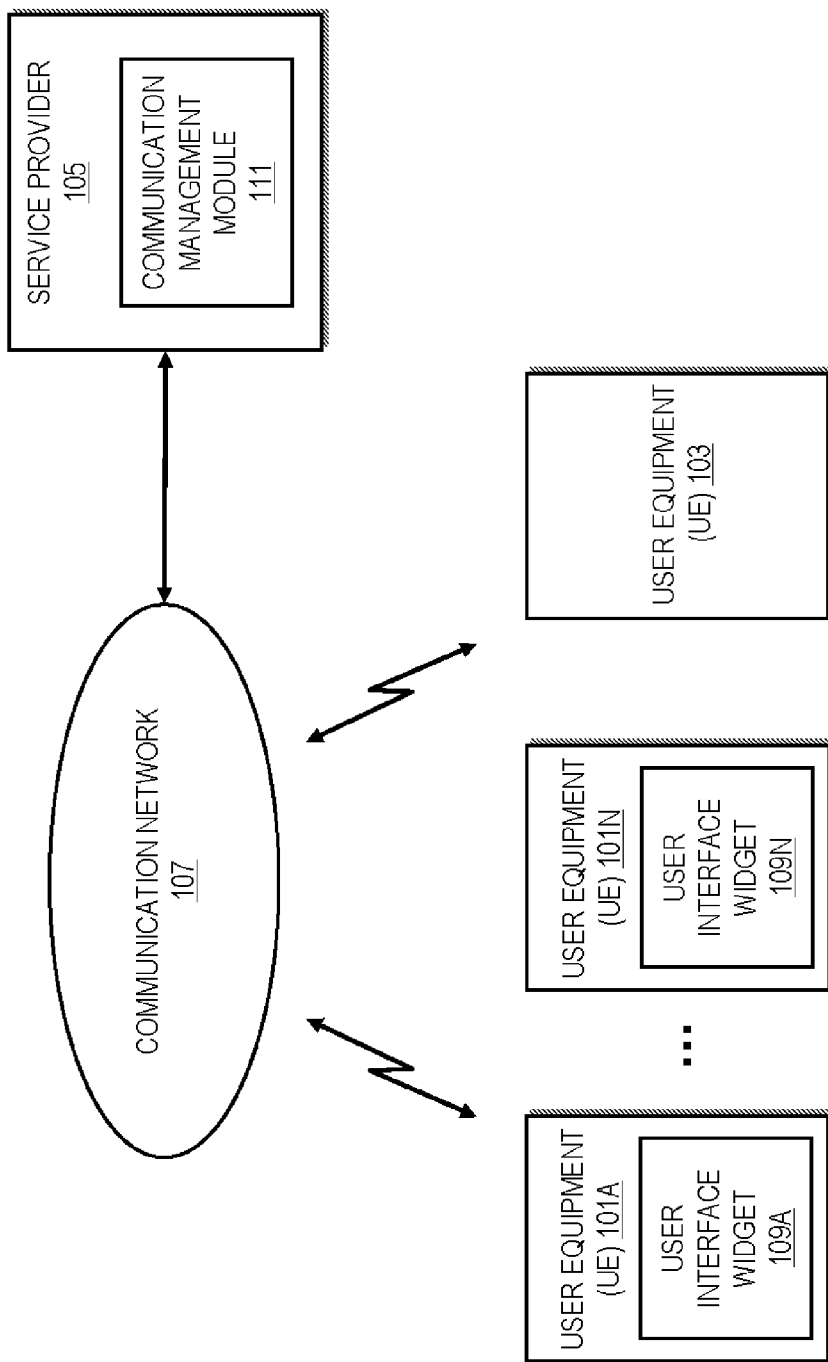 SERVICE PROVIDER
105
COMMUNICATION
MANAGEMENT
MODULE
111
COMMUNICATION NETWORK
107
USER EQUIPMENT
(UE) 101A
USER
INTERFACE
WIDGET
109A
...
USER EQUIPMENT
(UE) 101N
USER
INTERFACE
WIDGET
109N
USER EQUIPMENT
(UE) 103